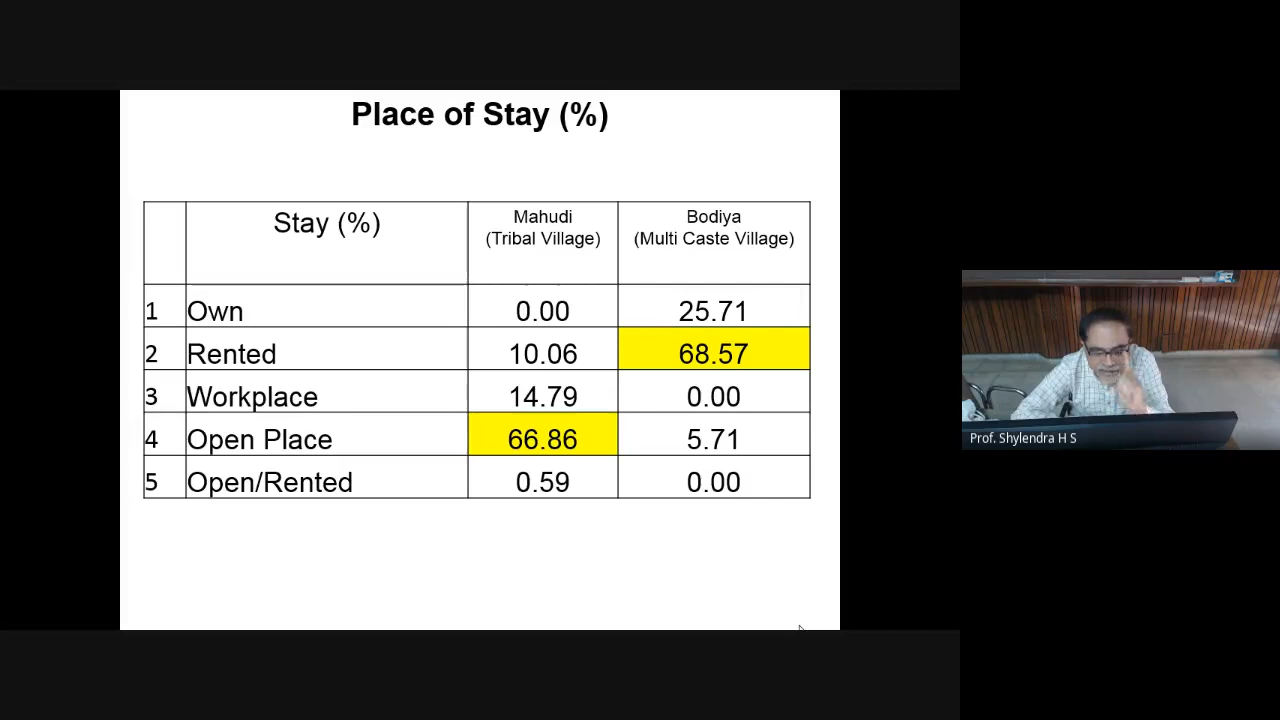 Place of Stay (%)
Stay (%) Mahudi (Tribal Village) Bodiya (Multi Caste Village)
1 Own 0.00 25.71
2 Rented 10.06 68.57
3 Workplace 14.79 0.00
4 Open Place 66.86 5.71
5 Open/Rented 0.59 0.00
Prof. Shylendra H S